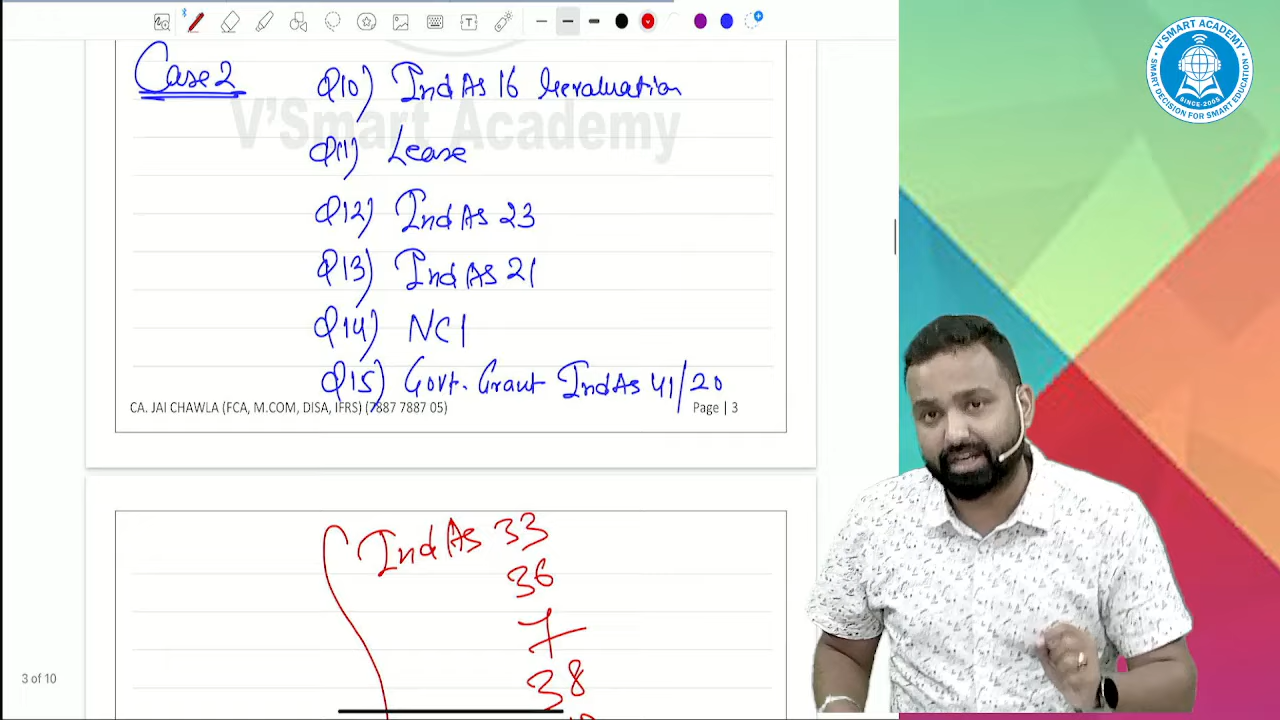 Case 2
Q10) Ind As 16 Revaluation
V'Smart Academy
Q11) Lease
Q12) Ind As 23
Q13) Ind As 21
Q14) NCI
Q15) Govt. Grant Ind As 41/20
CA. JAI CHAWLA (FCA, M.COM, DISA, IFRS) (7887 7887 05)
Page | 3
Ind As 33
36
7
38
3 of 10
V'SMART ACADEMY
SINCE-2005
SMART DECISION FOR SMART EDUCATION